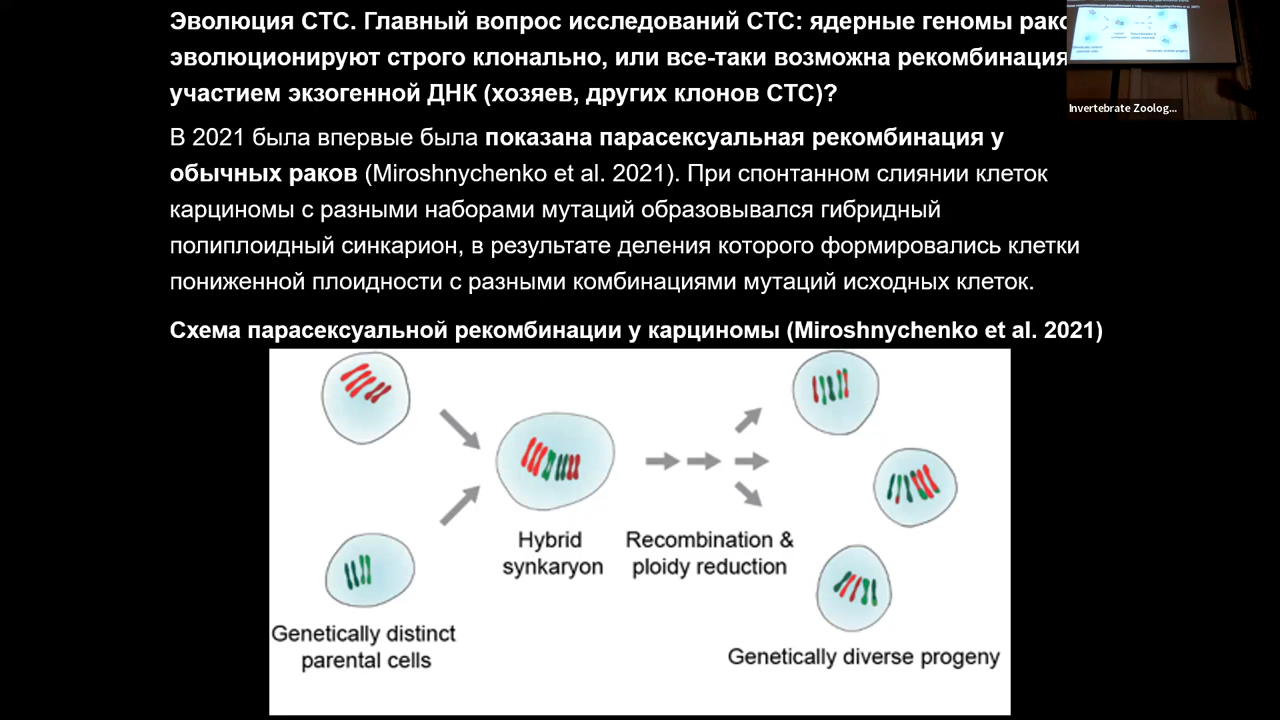 Эволюция СТС. Главный вопрос исследований СТС: ядерные геномы
эволюционируют строго клонально, или все-таки возможна рекомбинация
участием экзогенной ДНК (хозяев, других клонов СТС)?
В 2021 была впервые была показана парасексуальная рекомбинация у
обычных раков (Miroshnychenko et al. 2021). При спонтанном слиянии клеток
карциномы с разными наборами мутаций образовывался гибридный
полиплоидный синкарион, в результате деления которого формировались клетки
пониженной плоидности с разными комбинациями мутаций исходных клеток.
Схема парасексуальной рекомбинации у карциномы (Miroshnychenko et al. 2021)
Hybrid
synkaryon
Recombination &
ploidy reduction
Genetically distinct
parental cells
Genetically diverse progeny
Invertebrate Zoolog...